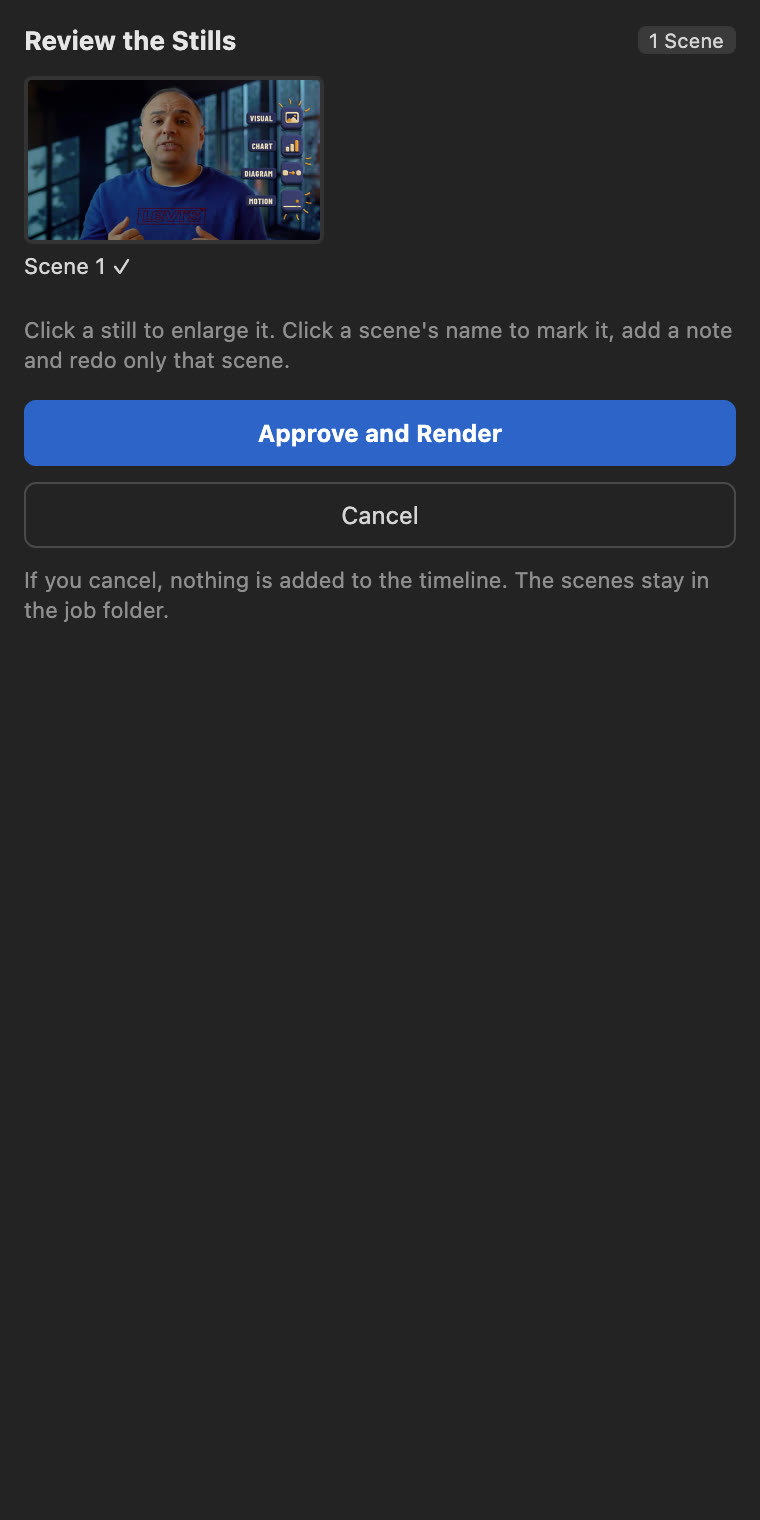 Review the Stills
1 Scene
VISUAL
CHART
DIAGRAM
MOTION
Scene 1 ✓
Click a still to enlarge it. Click a scene's name to mark it, add a note
and redo only that scene.
Approve and Render
Cancel
If you cancel, nothing is added to the timeline. The scenes stay in
the job folder.